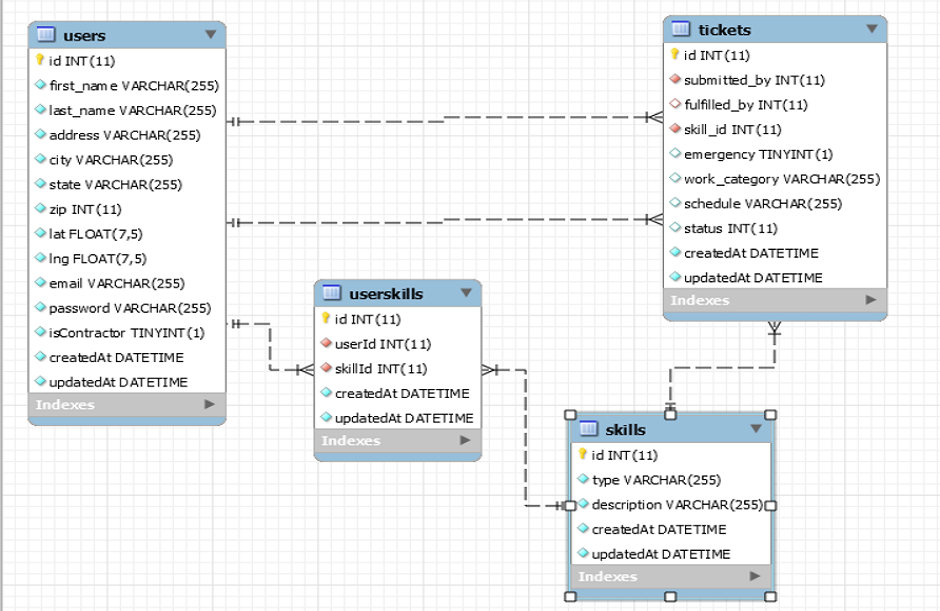 users
id INT(11)
first_name VARCHAR(255)
last_name VARCHAR(255)
address VARCHAR(255)
city VARCHAR(255)
state VARCHAR(255)
zip INT(11)
lat FLOAT(7,5)
lng FLOAT(7,5)
email VARCHAR(255)
password VARCHAR(255)
isContractor TINYINT(1)
createdAt DATETIME
updatedAt DATETIME
Indexes
tickets
id INT(11)
submitted_by INT(11)
fulfilled_by INT(11)
skill_id INT(11)
emergency TINYINT(1)
work_category VARCHAR(255)
schedule VARCHAR(255)
status INT(11)
createdAt DATETIME
updatedAt DATETIME
Indexes
userskills
id INT(11)
userId INT(11)
skillId INT(11)
createdAt DATETIME
updatedAt DATETIME
Indexes
skills
id INT(11)
type VARCHAR(255)
description VARCHAR(255)
createdAt DATETIME
updatedAt DATETIME
Indexes